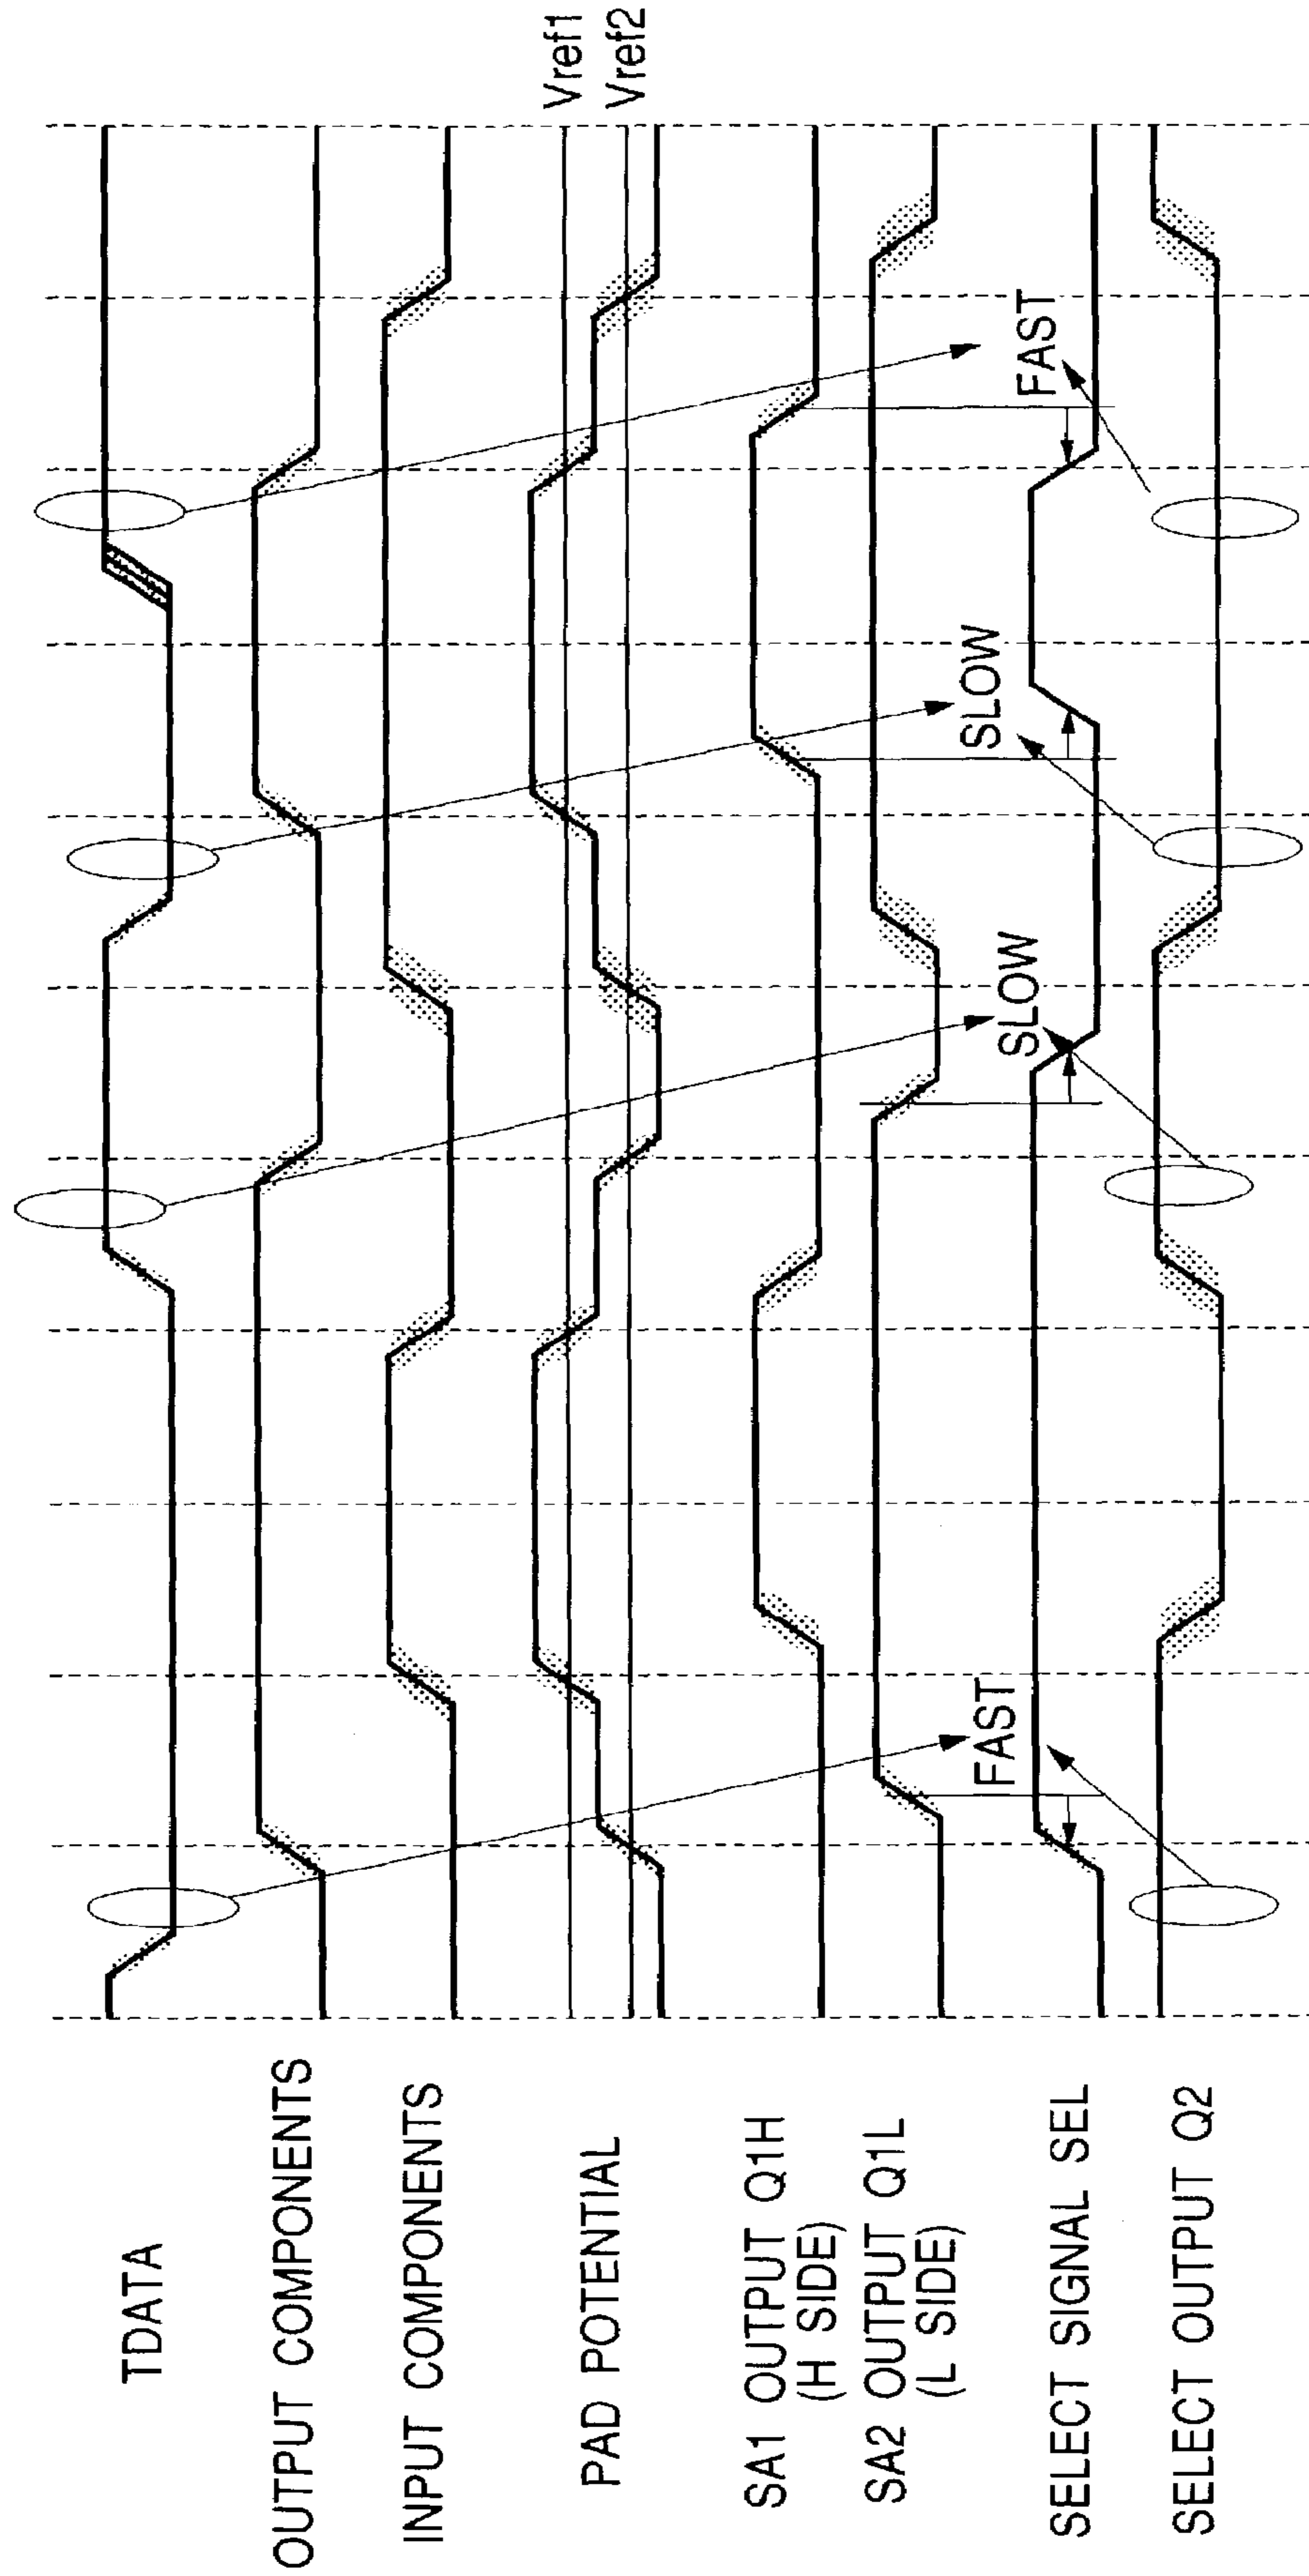 TDATA
OUTPUT COMPONENTS
INPUT COMPONENTS
Vref1
Vref2
PAD POTENTIAL
SA1 OUTPUT Q1H
(H SIDE)
SA2 OUTPUT Q1L
(L SIDE)
FAST
SLOW
SLOW
FAST
SELECT SIGNAL SEL
SELECT OUTPUT Q2